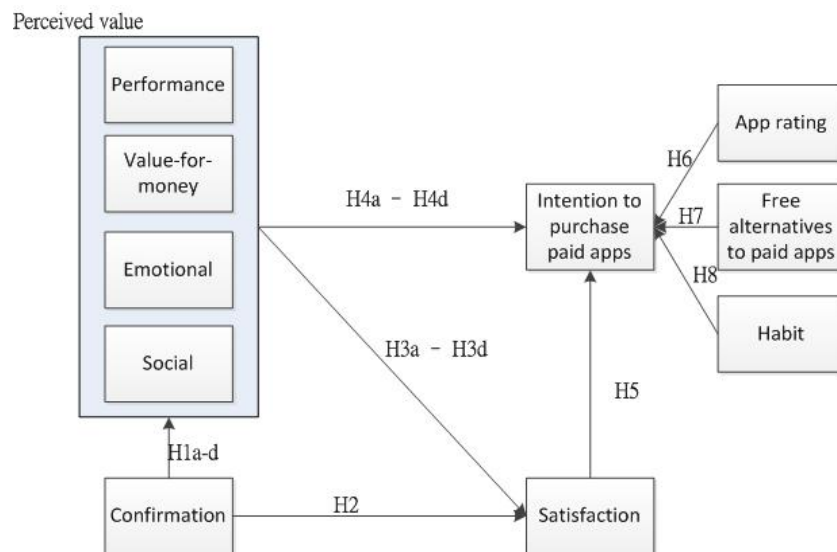 Perceived value
Performance
Value-for-
money
Emotional
Social
H1a-d
Confirmation
H2
H3a - H3d
H4a - H4d
Intention to
purchase
paid apps
H5
Satisfaction
H6
App rating
H7
Free
alternatives
to paid apps
H8
Habit